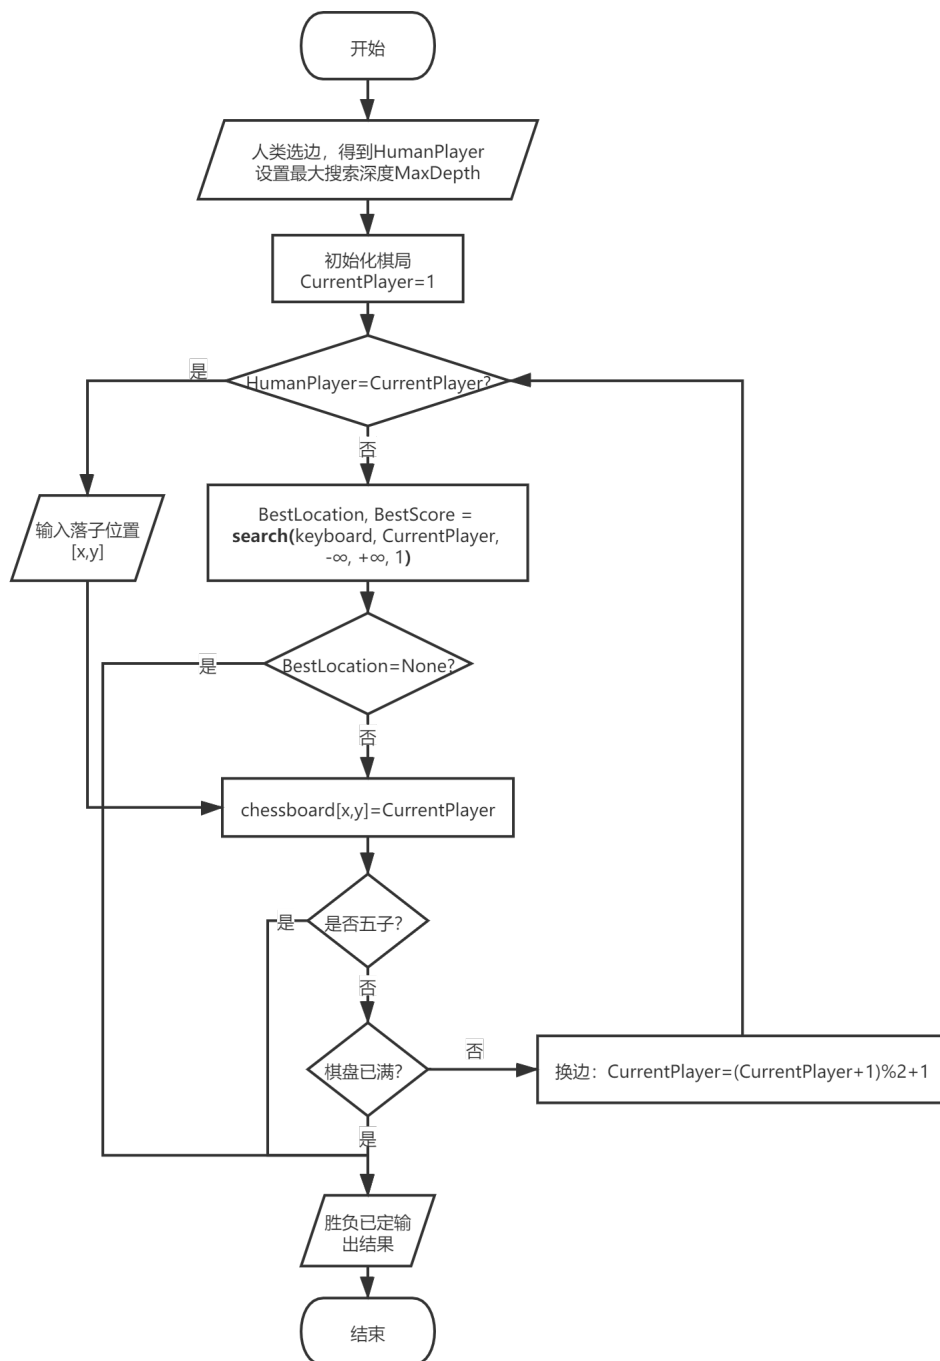 开始
人类选边，得到HumanPlayer
设置最大搜索深度MaxDepth
初始化棋局
CurrentPlayer=1
是
HumanPlayer=CurrentPlayer?
否
输入落子位置
[x,y]
BestLocation, BestScore =
search(keyboard, CurrentPlayer,
-∞, +∞, 1)
是
BestLocation=None?
否
chessboard[x,y]=CurrentPlayer
是
是否五子？
否
棋盘已满？
否
换边：CurrentPlayer=(CurrentPlayer+1)%2+1
是
胜负已定输
出结果
结束